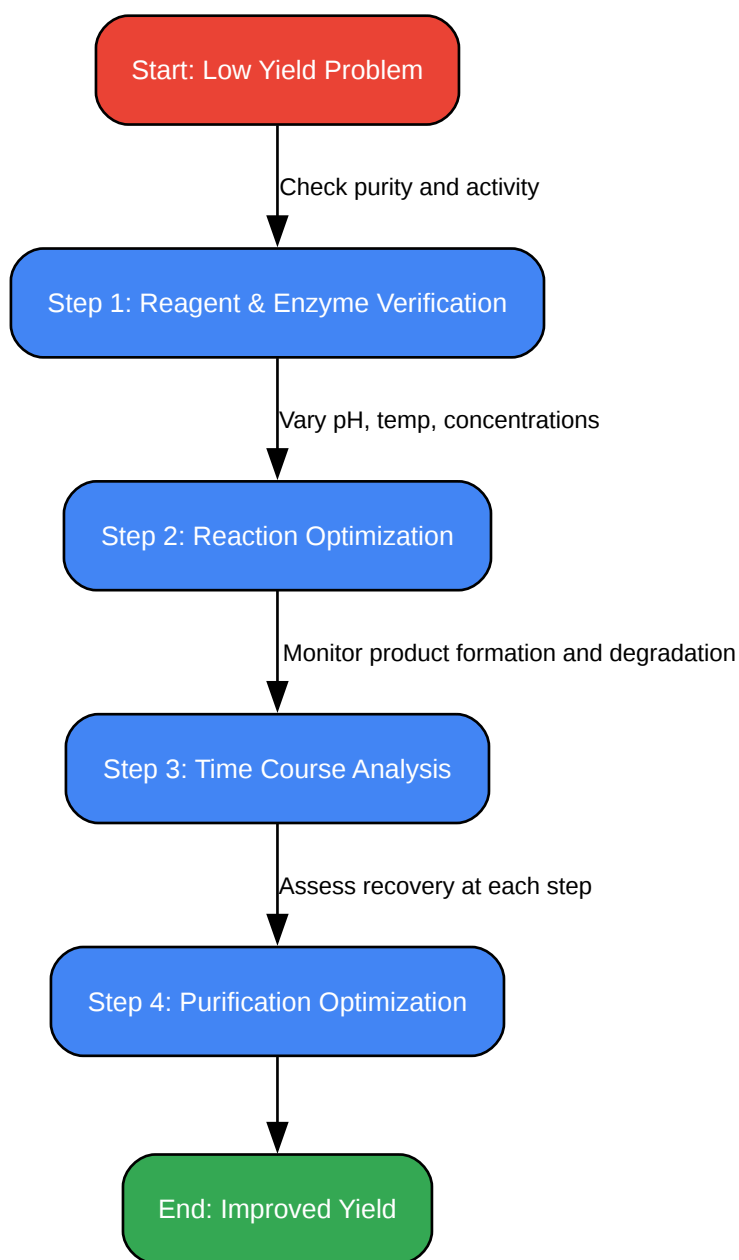 Start: Low Yield Problem
Check purity and activity
Step 1: Reagent & Enzyme Verification
Vary pH, temp, concentrations
Step 2: Reaction Optimization
Monitor product formation and degradation
Step 3: Time Course Analysis
Assess recovery at each step
Step 4: Purification Optimization
End: Improved Yield